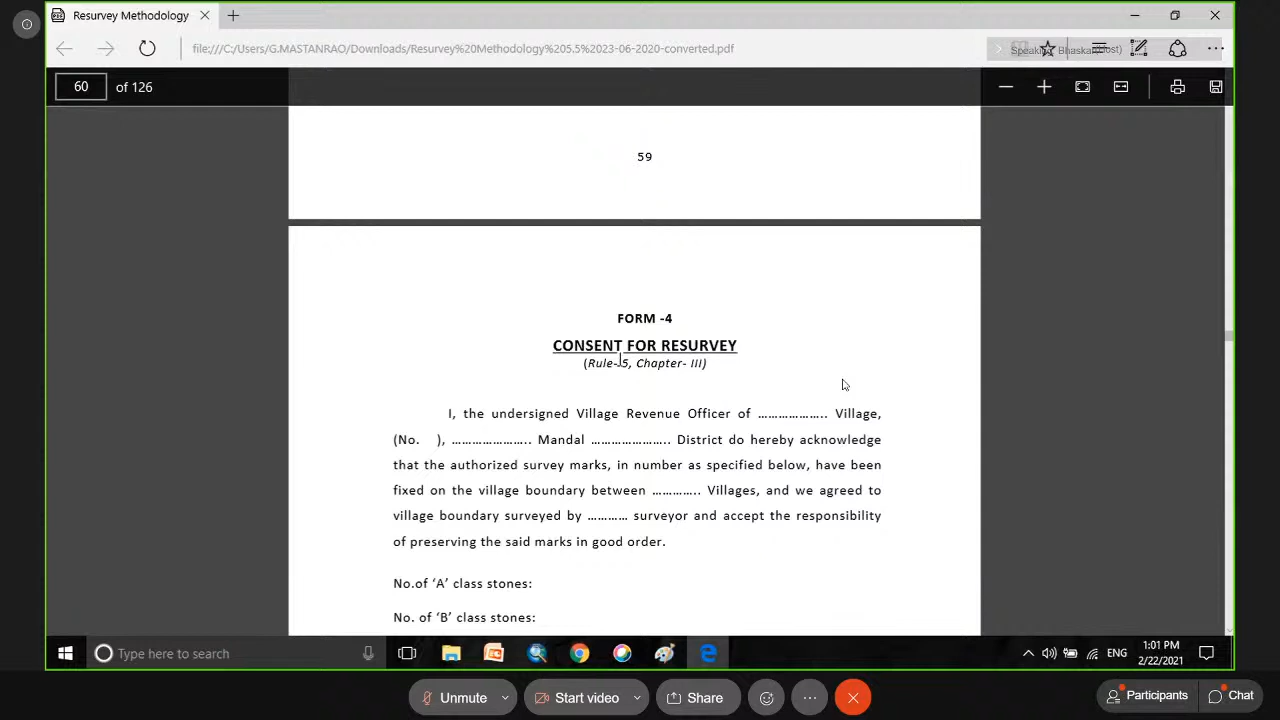 Resurvey Methodology
file:///C:/Users/G.MASTANRAO/Downloads/Resurvey%20Methodology%205.5%2023-06-2020-converted.pdf
60 of 126
59
FORM -4
CONSENT FOR RESURVEY
(Rule- 5, Chapter- III)
I, the undersigned Village Revenue Officer of ……………….. Village,
(No. ), ………………….. Mandal ………………….. District do hereby acknowledge
that the authorized survey marks, in number as specified below, have been
fixed on the village boundary between ………….. Villages, and we agreed to
village boundary surveyed by ………… surveyor and accept the responsibility
of preserving the said marks in good order.
No.of ‘A’ class stones:
No. of ‘B’ class stones:
Type here to search
ENG
1:01 PM
2/22/2021
Unmute
Start video
Share
Participants
Chat